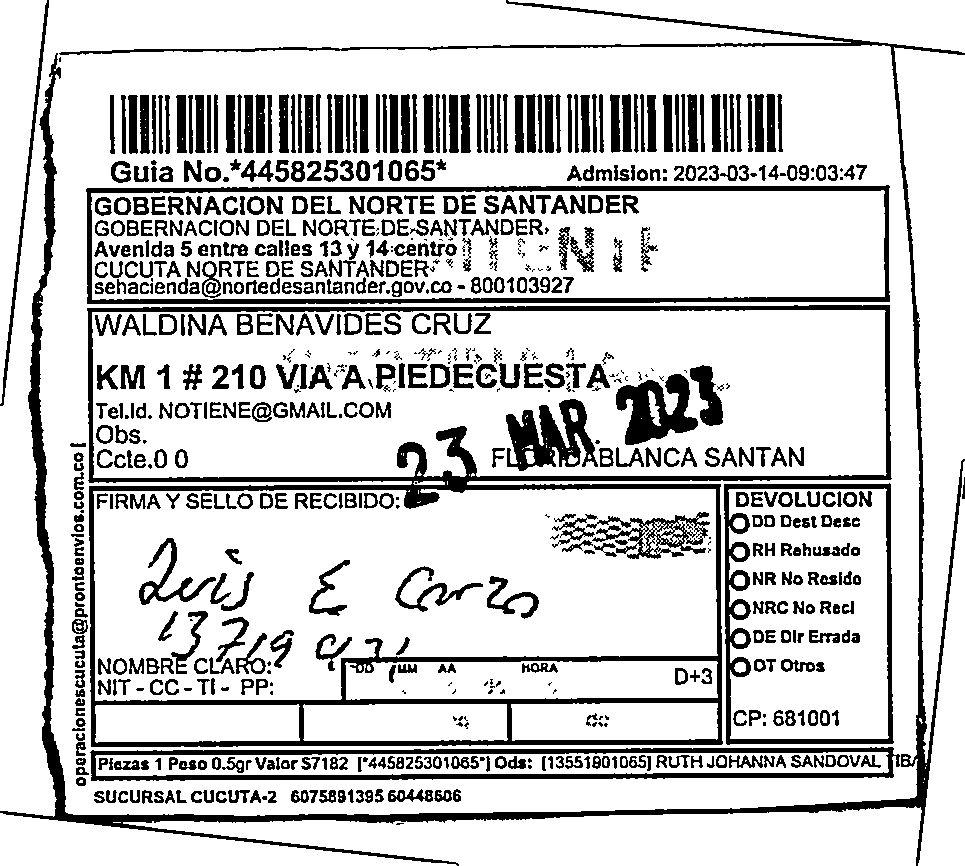 Guia No.*445825301065*
Admision: 2023-03-14-09:03:47
GOBERNACION DEL NORTE DE SANTANDER
GOBERNACION DEL NORTE DE SANTANDER
Avenida 5 entre calles 13 y 14 centro
CUCUTA NORTE DE SANTANDER
sehacienda@nortedesantander.gov.co - 800103927
WALDINA BENAVIDES CRUZ
KM 1 # 210 VIA A PIEDECUESTA
Tel.Id. NOTIENE@GMAIL.COM
Obs.
23 MAR 2023
Ccte.0 0
FLORIDABLANCA SANTAN
operacionescucuta@prontoenvios.com.co |
FIRMA Y SELLO DE RECIBIDO:
Luis E
13719
NOMBRE CLARO:
NIT - CC - TI - PP:
DD MM AA HORA
D+3
DEVOLUCION
DD Dest Desc
RH Rehusado
NR No Reside
NRC No Recl
DE Dir Errada
OT Otros
CP: 681001
Piezas 1 Peso 0.5gr Valor $7182 [*445825301065*] Ods: [13551901065] RUTH JOHANNA SANDOVAL
SUCURSAL CUCUTA-2 6075891395 60448606